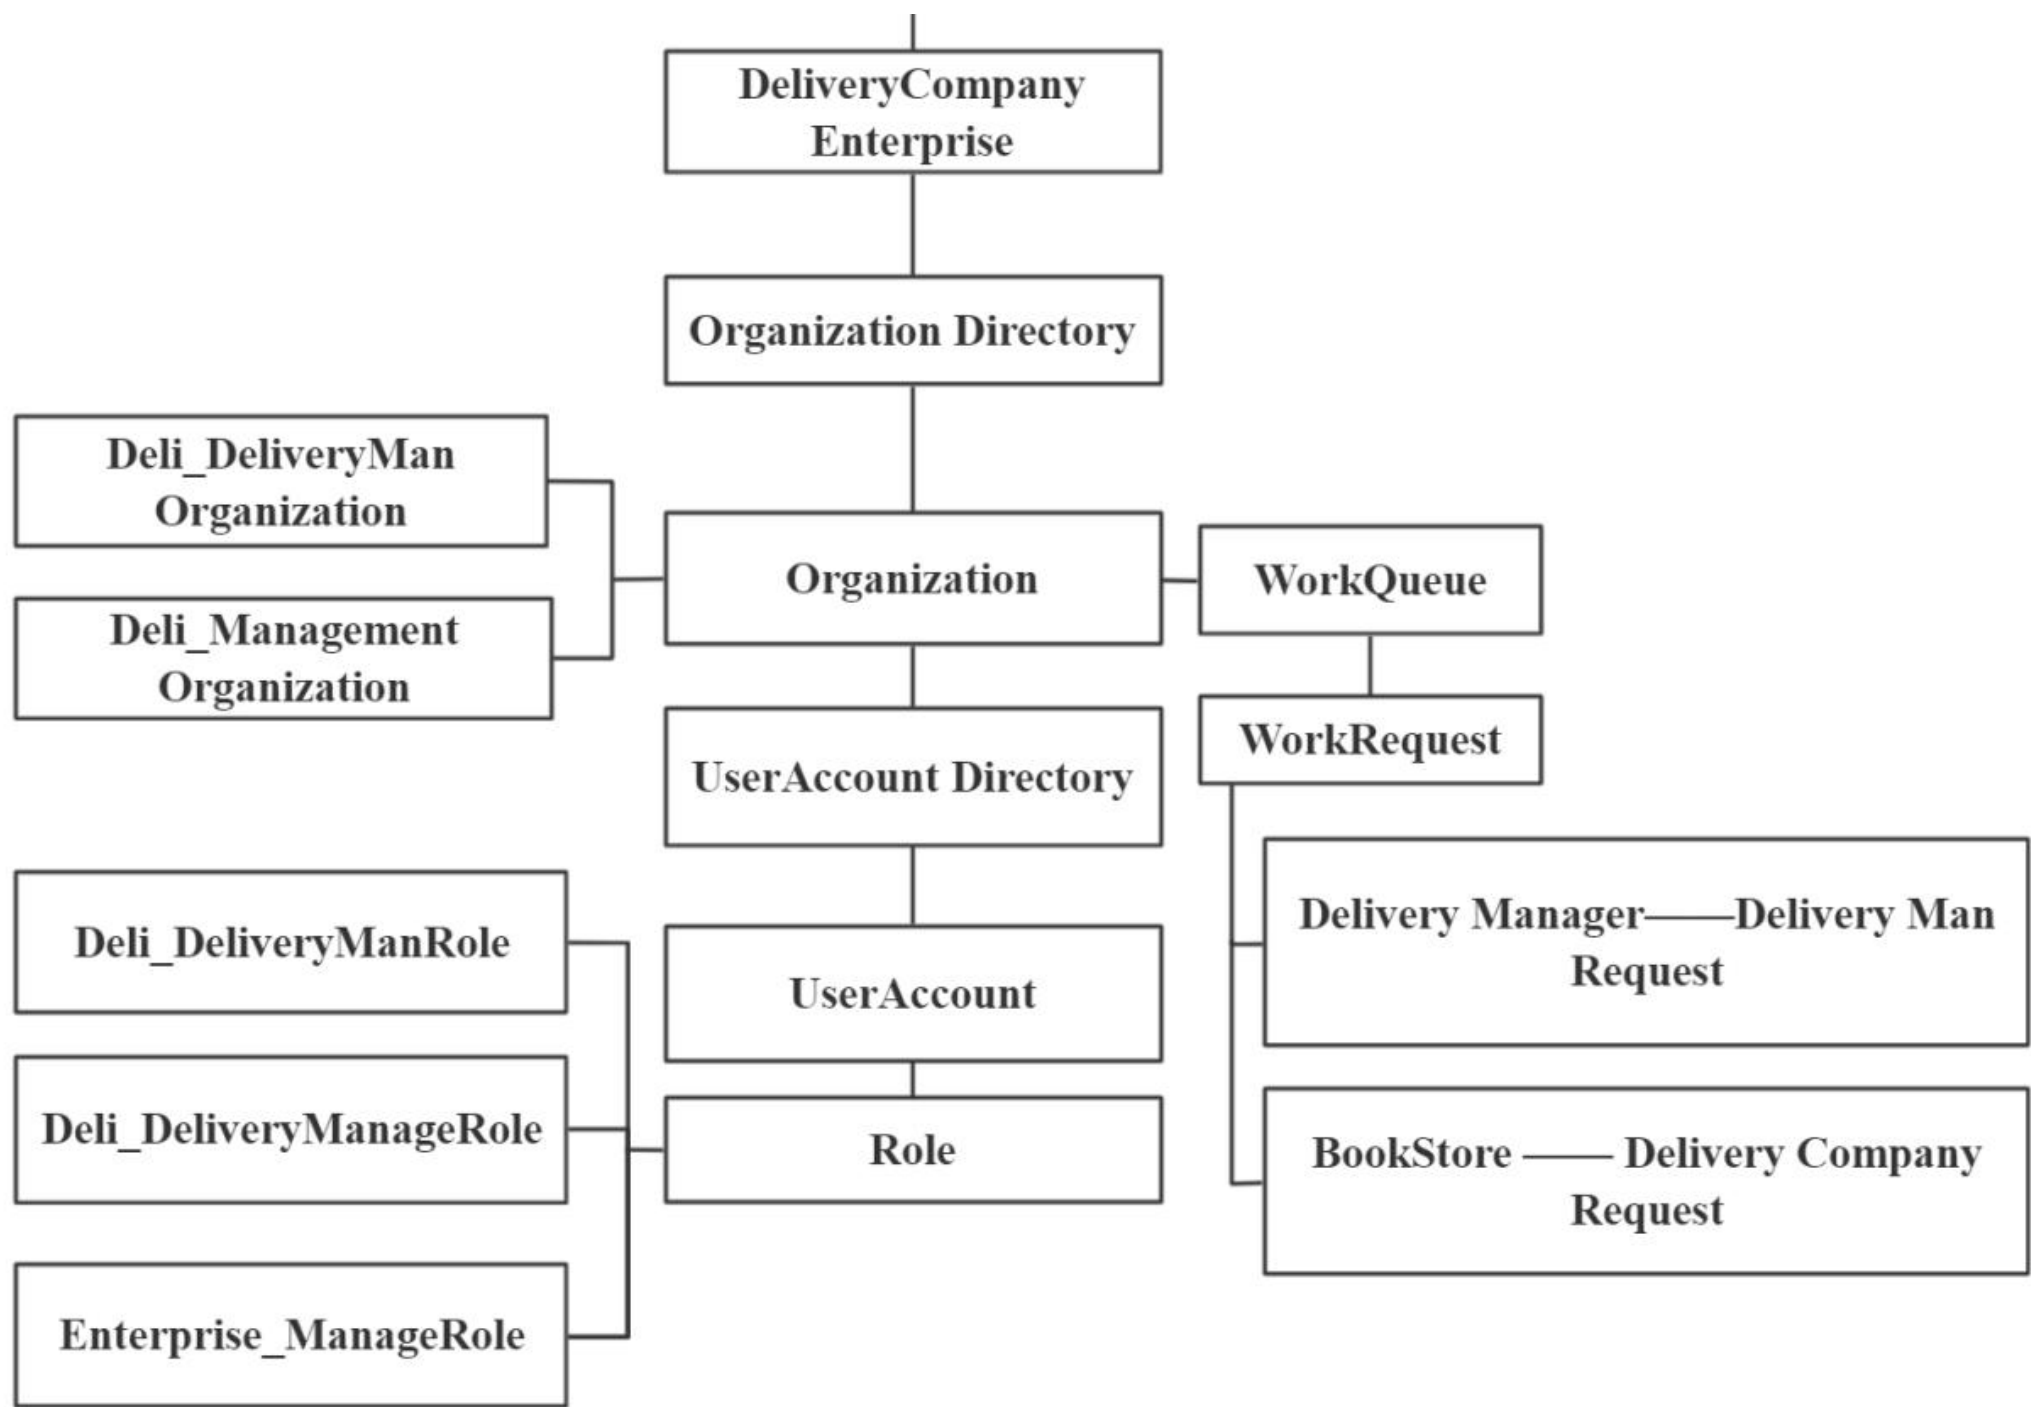 DeliveryCompany
Enterprise
Organization Directory
Deli_DeliveryMan
Organization
Deli_Management
Organization
Organization
WorkQueue
WorkRequest
UserAccount Directory
Delivery Manager——Delivery Man
Request
BookStore —— Delivery Company
Request
UserAccount
Role
Deli_DeliveryManRole
Deli_DeliveryManageRole
Enterprise_ManageRole